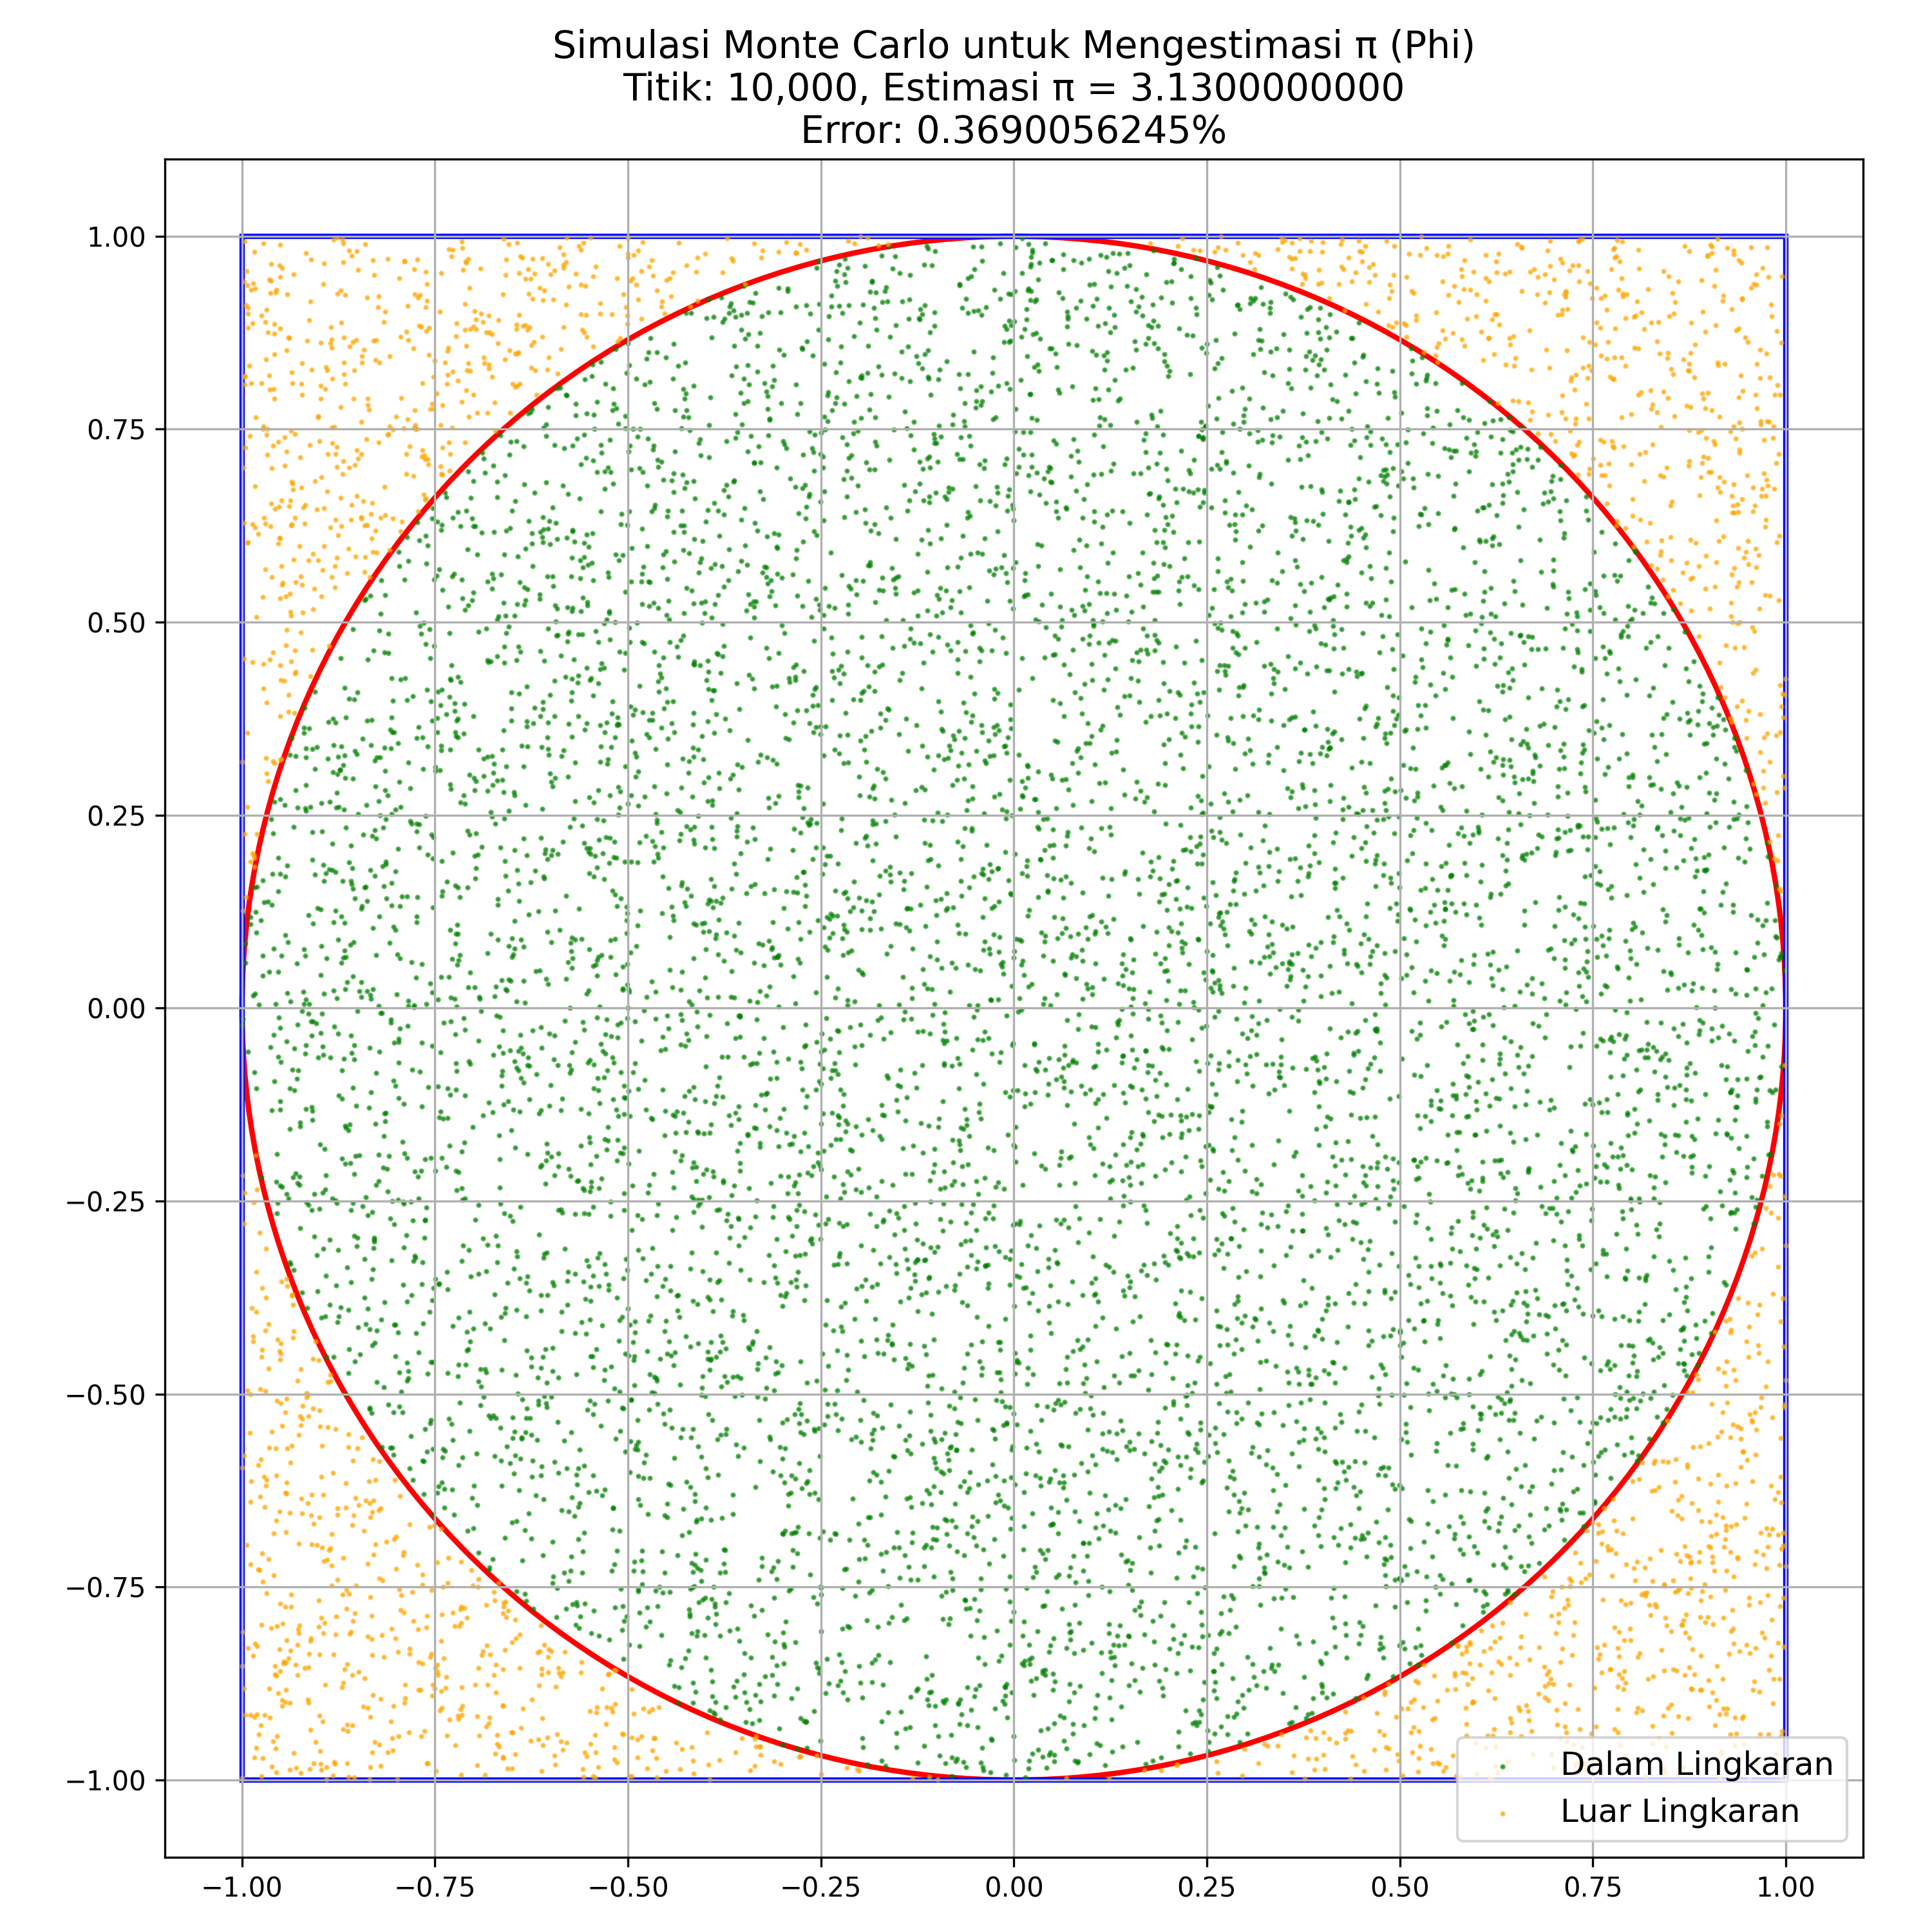 Simulasi Monte Carlo untuk Mengestimasi π (Phi)
Titik: 10,000, Estimasi π = 3.1300000000
Error: 0.3690056245%
1.00
0.75
0.50
0.25
0.00
−0.25
−0.50
−0.75
−1.00
Dalam Lingkaran
Luar Lingkaran
−1.00 −0.75 −0.50 −0.25 0.00 0.25 0.50 0.75 1.00